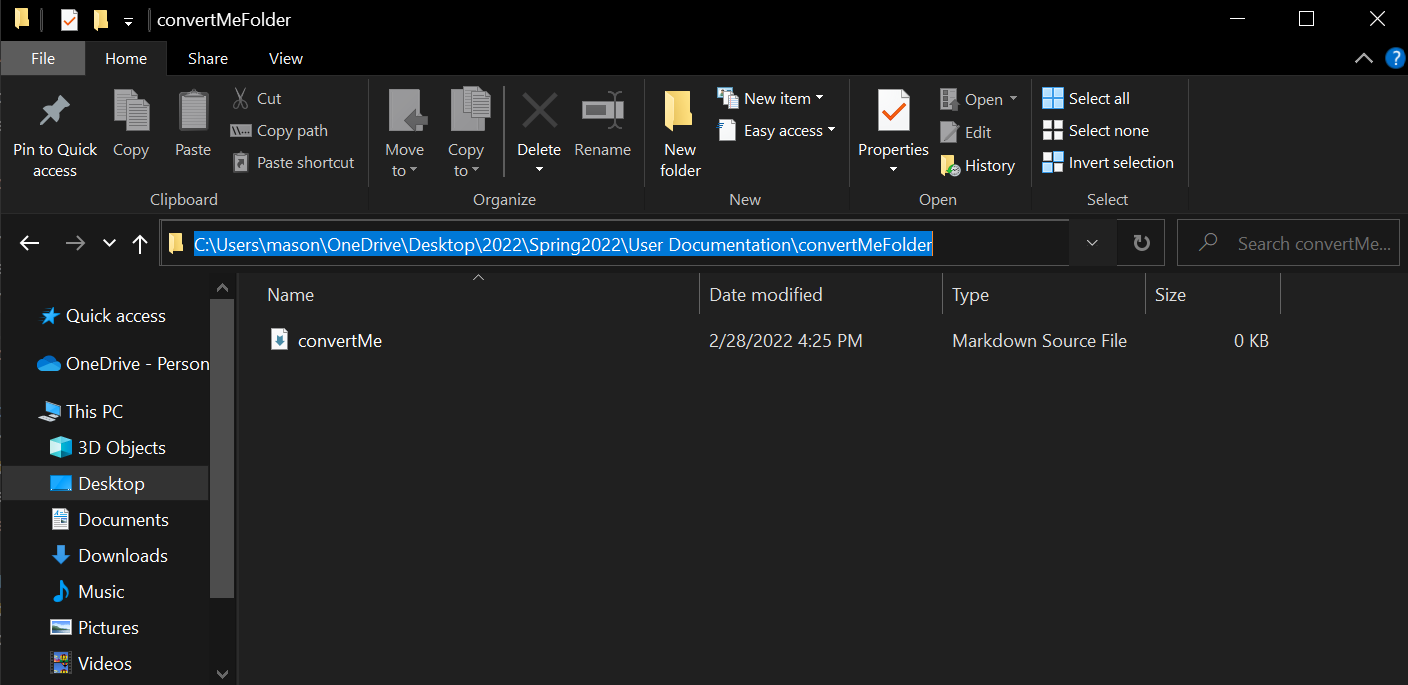 convertMeFolder
File Home Share View
?
Pin to Quick access
Copy
Paste
Cut
Copy path
Paste shortcut
Clipboard
Move to
Copy to
Delete
Rename
Organize
New folder
New item
Easy access
New
Properties
Open
Edit
History
Open
Select all
Select none
Invert selection
Select
C:\Users\mason\OneDrive\Desktop\2022\Spring2022\User Documentation\convertMeFolder
Search convertMe...
Quick access
OneDrive - Person
This PC
3D Objects
Desktop
Documents
Downloads
Music
Pictures
Videos
Name Date modified Type Size
convertMe 2/28/2022 4:25 PM Markdown Source File 0 KB